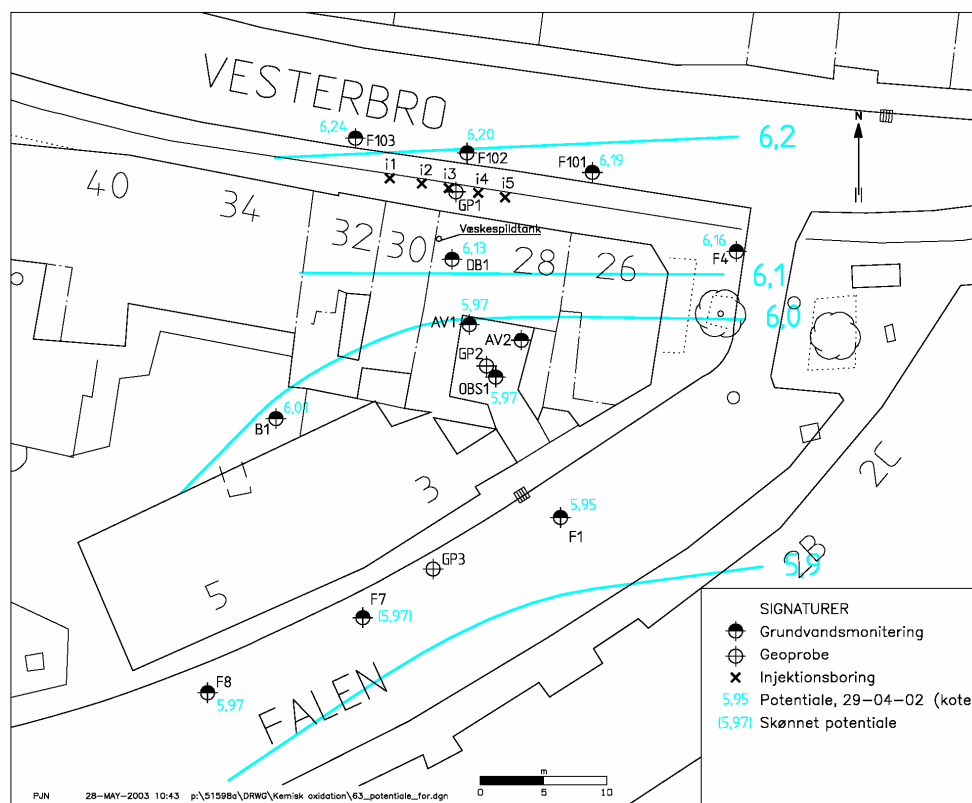 VESTERBRO
6,24
F103
6,20
F102
F101
6,19
6,2
N
i1
i2
i3
i4
i5
GP1
40
34
32
30
28
26
Væskespildtank
6,13
DB1
6,16
F4
6,1
6,0
5,97
AV1
AV2
GP2
OBS1
5,97
6,01
B1
3
5
2C
2B
5,95
F1
GP3
F7
(5,97)
5,9
F8
5,97
FALEN
SIGNATURER
Grundvandsmonitering
Geoprobe
Injektionsboring
5,95 Potentiale, 29-04-02 (kote
(5,97) Skønnet potentiale
m
0 10
PJN 28-MAY-2003 10:43 p:\51598a\DRWG\Kemisk oxidation\63_potentiale_for.dgn